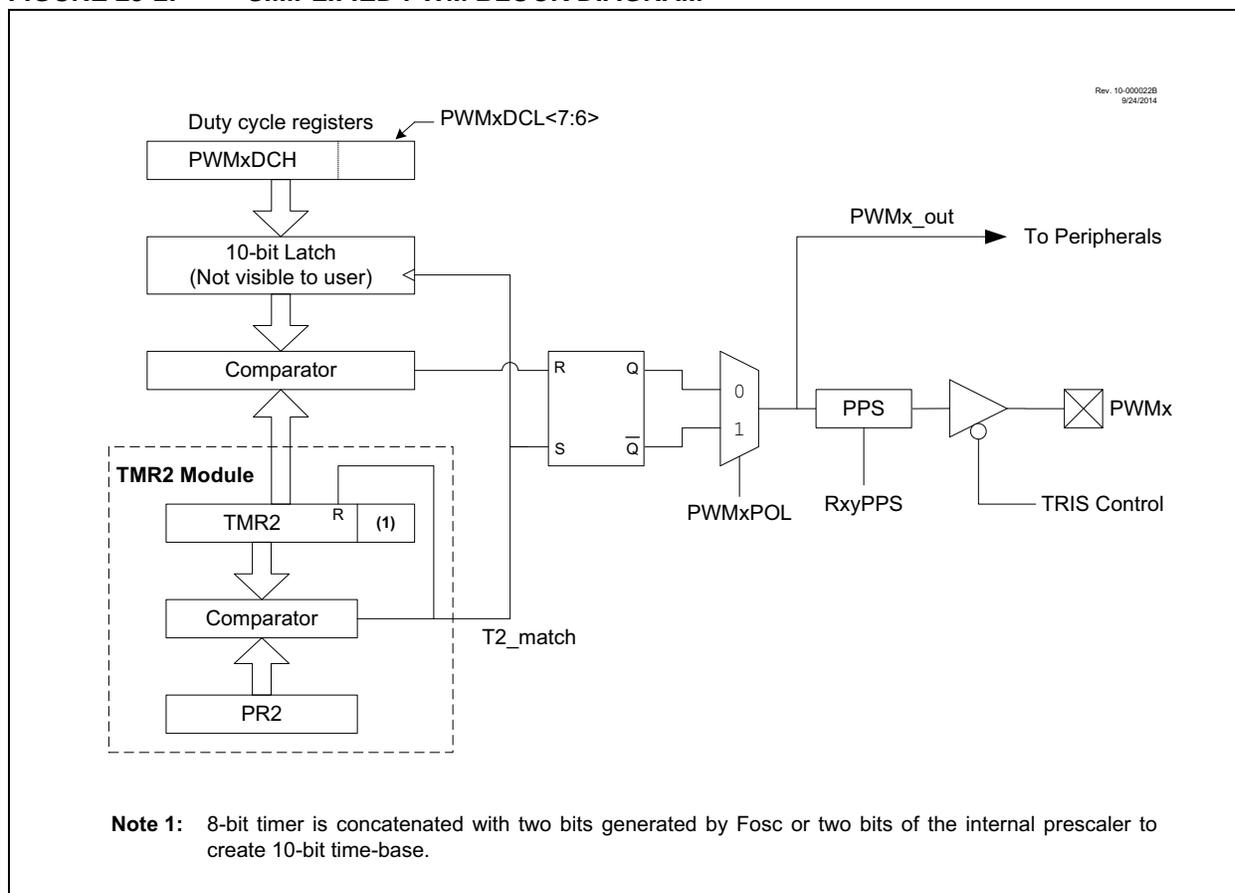 Rev. 10-000022B
9/24/2014
Duty cycle registers
PWMxDCL<7:6>
PWMxDCH
10-bit Latch
(Not visible to user)
Comparator
PWMx_out
To Peripherals
R
Q
S
Q
0
1
PPS
PWMx
PWMxPOL
RxyPPS
TRIS Control
TMR2 Module
TMR2
R
(1)
Comparator
T2_match
PR2
Note 1: 8-bit timer is concatenated with two bits generated by Fosc or two bits of the internal prescaler to
create 10-bit time-base.